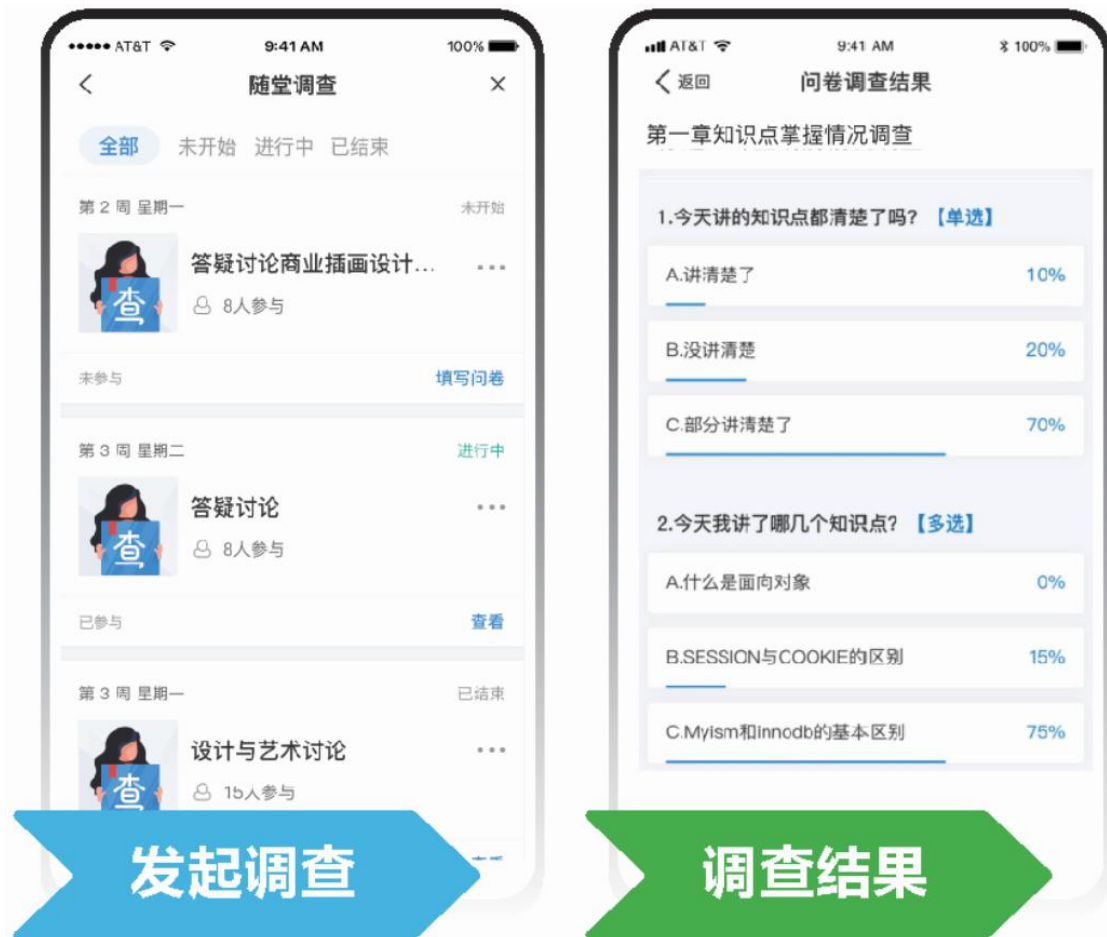 AT&T 9:41 AM 100%
随堂调查
全部 未开始 进行中 已结束
第 2 周 星期一 未开始
答疑讨论商业插画设计...
查
8人参与
未参与 填写问卷
第 3 周 星期二 进行中
答疑讨论
查
8人参与
已参与 查看
第 3 周 星期一 已结束
设计与艺术讨论
查
15人参与
发起调查
AT&T 9:41 AM 100%
返回 问卷调查结果
第一章知识点掌握情况调查
1.今天讲的知识点都清楚了吗? 【单选】
A.讲清楚了 10%
B.没讲清楚 20%
C.部分讲清楚了 70%
2.今天我讲了哪几个知识点? 【多选】
A.什么是面向对象 0%
B.SESSION与COOKIE的区别 15%
C.Myism和innodb的基本区别 75%
调查结果